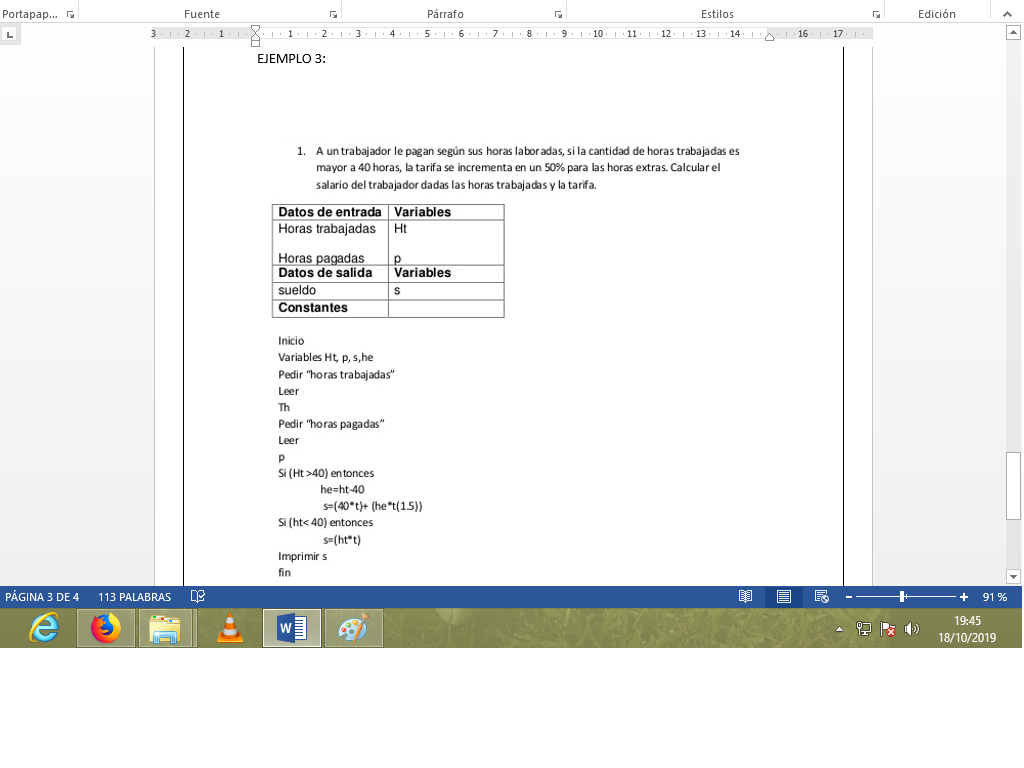 Portapap... Fuente Párrafo Estilos Edición
3 2 1 1 2 3 4 5 6 7 8 9 10 11 12 13 14 16 17
EJEMPLO 3:
1. A un trabajador le pagan según sus horas laboradas, si la cantidad de horas trabajadas es
mayor a 40 horas, la tarifa se incrementa en un 50% para las horas extras. Calcular el
salario del trabajador dadas las horas trabajadas y la tarifa.
Datos de entrada Variables
Horas trabajadas Ht
Horas pagadas p
Datos de salida Variables
sueldo s
Constantes
Inicio
Variables Ht, p, s,he
Pedir “horas trabajadas”
Leer
Th
Pedir “horas pagadas”
Leer
p
Si (Ht >40) entonces
he=ht-40
s=(40*t)+ (he*t(1.5))
Si (ht< 40) entonces
s=(ht*t)
Imprimir s
fin
PÁGINA 3 DE 4 113 PALABRAS 91 %
19:45
18/10/2019